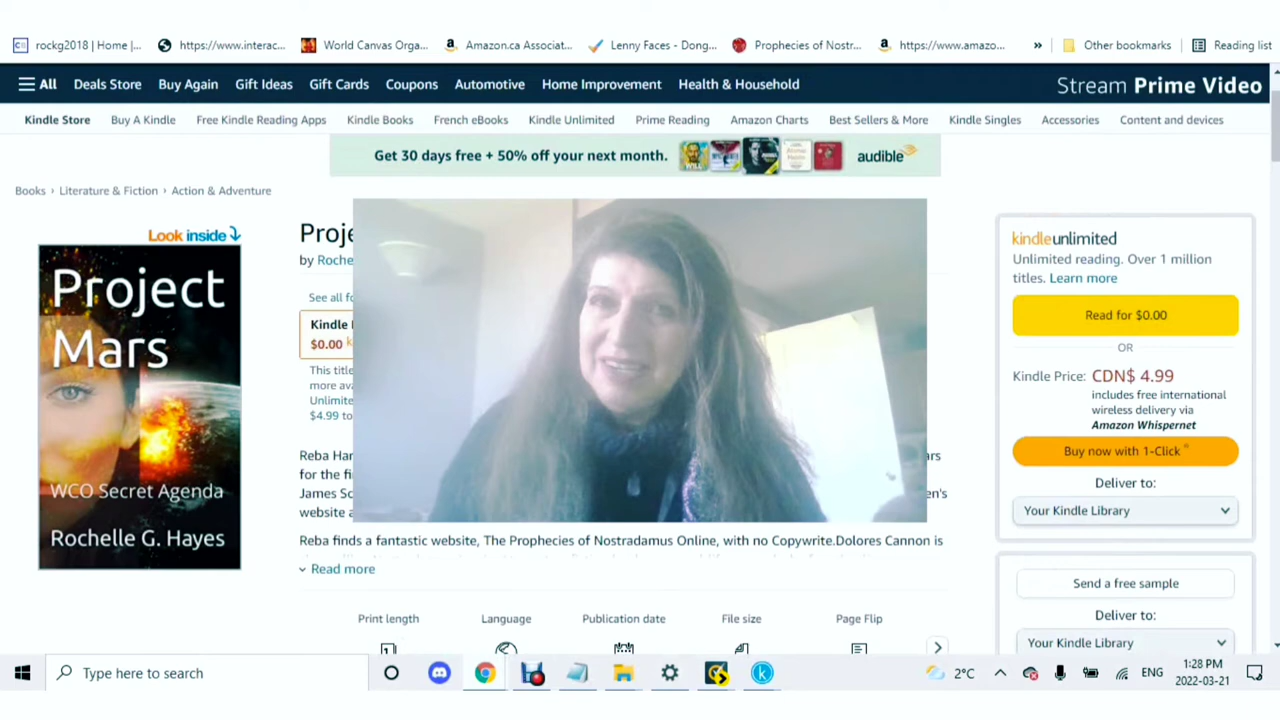 rockg2018 | Home |... https://www.interac... World Canvas Orga... Amazon.ca Associat... Lenny Faces - Dong... Prophecies of Nostr... https://www.amazo... » Other bookmarks Reading list
All Deals Store Buy Again Gift Ideas Gift Cards Coupons Automotive Home Improvement Health & Household Stream Prime Video
Kindle Store Buy A Kindle Free Kindle Reading Apps Kindle Books French eBooks Kindle Unlimited Prime Reading Amazon Charts Best Sellers & More Kindle Singles Accessories Content and devices
Get 30 days free + 50% off your next month. audible
Books › Literature & Fiction › Action & Adventure
Look inside
Project
Mars
WCO Secret Agenda
Rochelle G. Hayes
Proje
by Roche
See all fo
Kindle
$0.00
This title
more ava
Unlimited
$4.99 to
Reba Har
for the fi
James Sc
website a
ars
en's
Reba finds a fantastic website, The Prophecies of Nostradamus Online, with no Copywrite.Dolores Cannon is
Read more
Print length Language Publication date File size Page Flip
kindleunlimited
Unlimited reading. Over 1 million
titles. Learn more
Read for $0.00
OR
Kindle Price: CDN$ 4.99
includes free international
wireless delivery via
Amazon Whispernet
Buy now with 1-Click
Deliver to:
Your Kindle Library
Send a free sample
Deliver to:
Your Kindle Library
Type here to search
2°C ENG 1:28 PM
2022-03-21